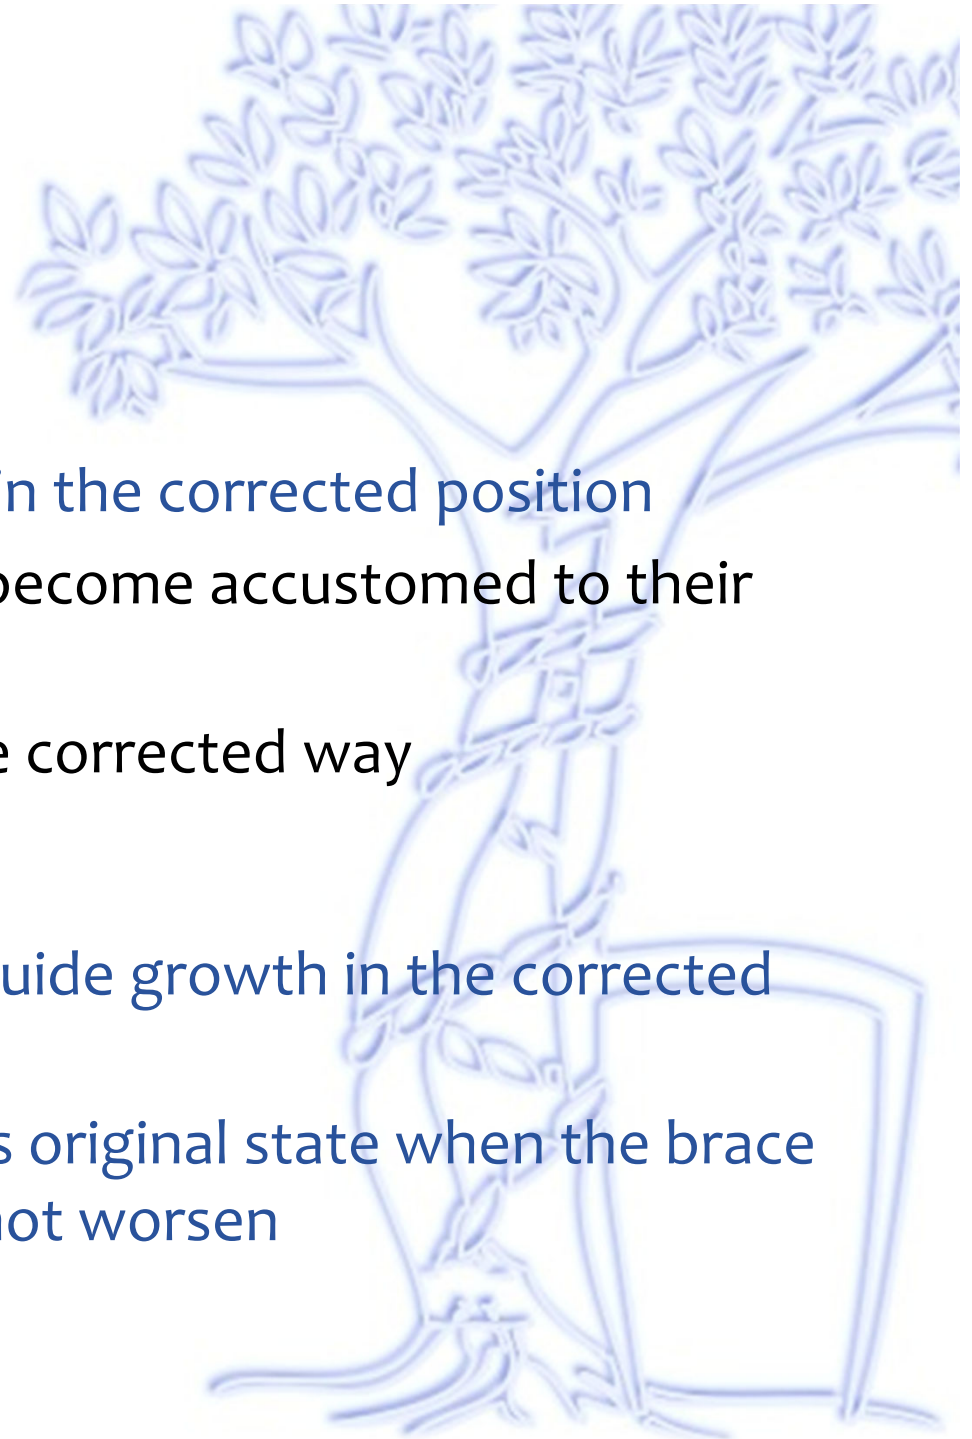 in the corrected position
become accustomed to their
corrected way
guide growth in the corrected
original state when the brace
not worsen